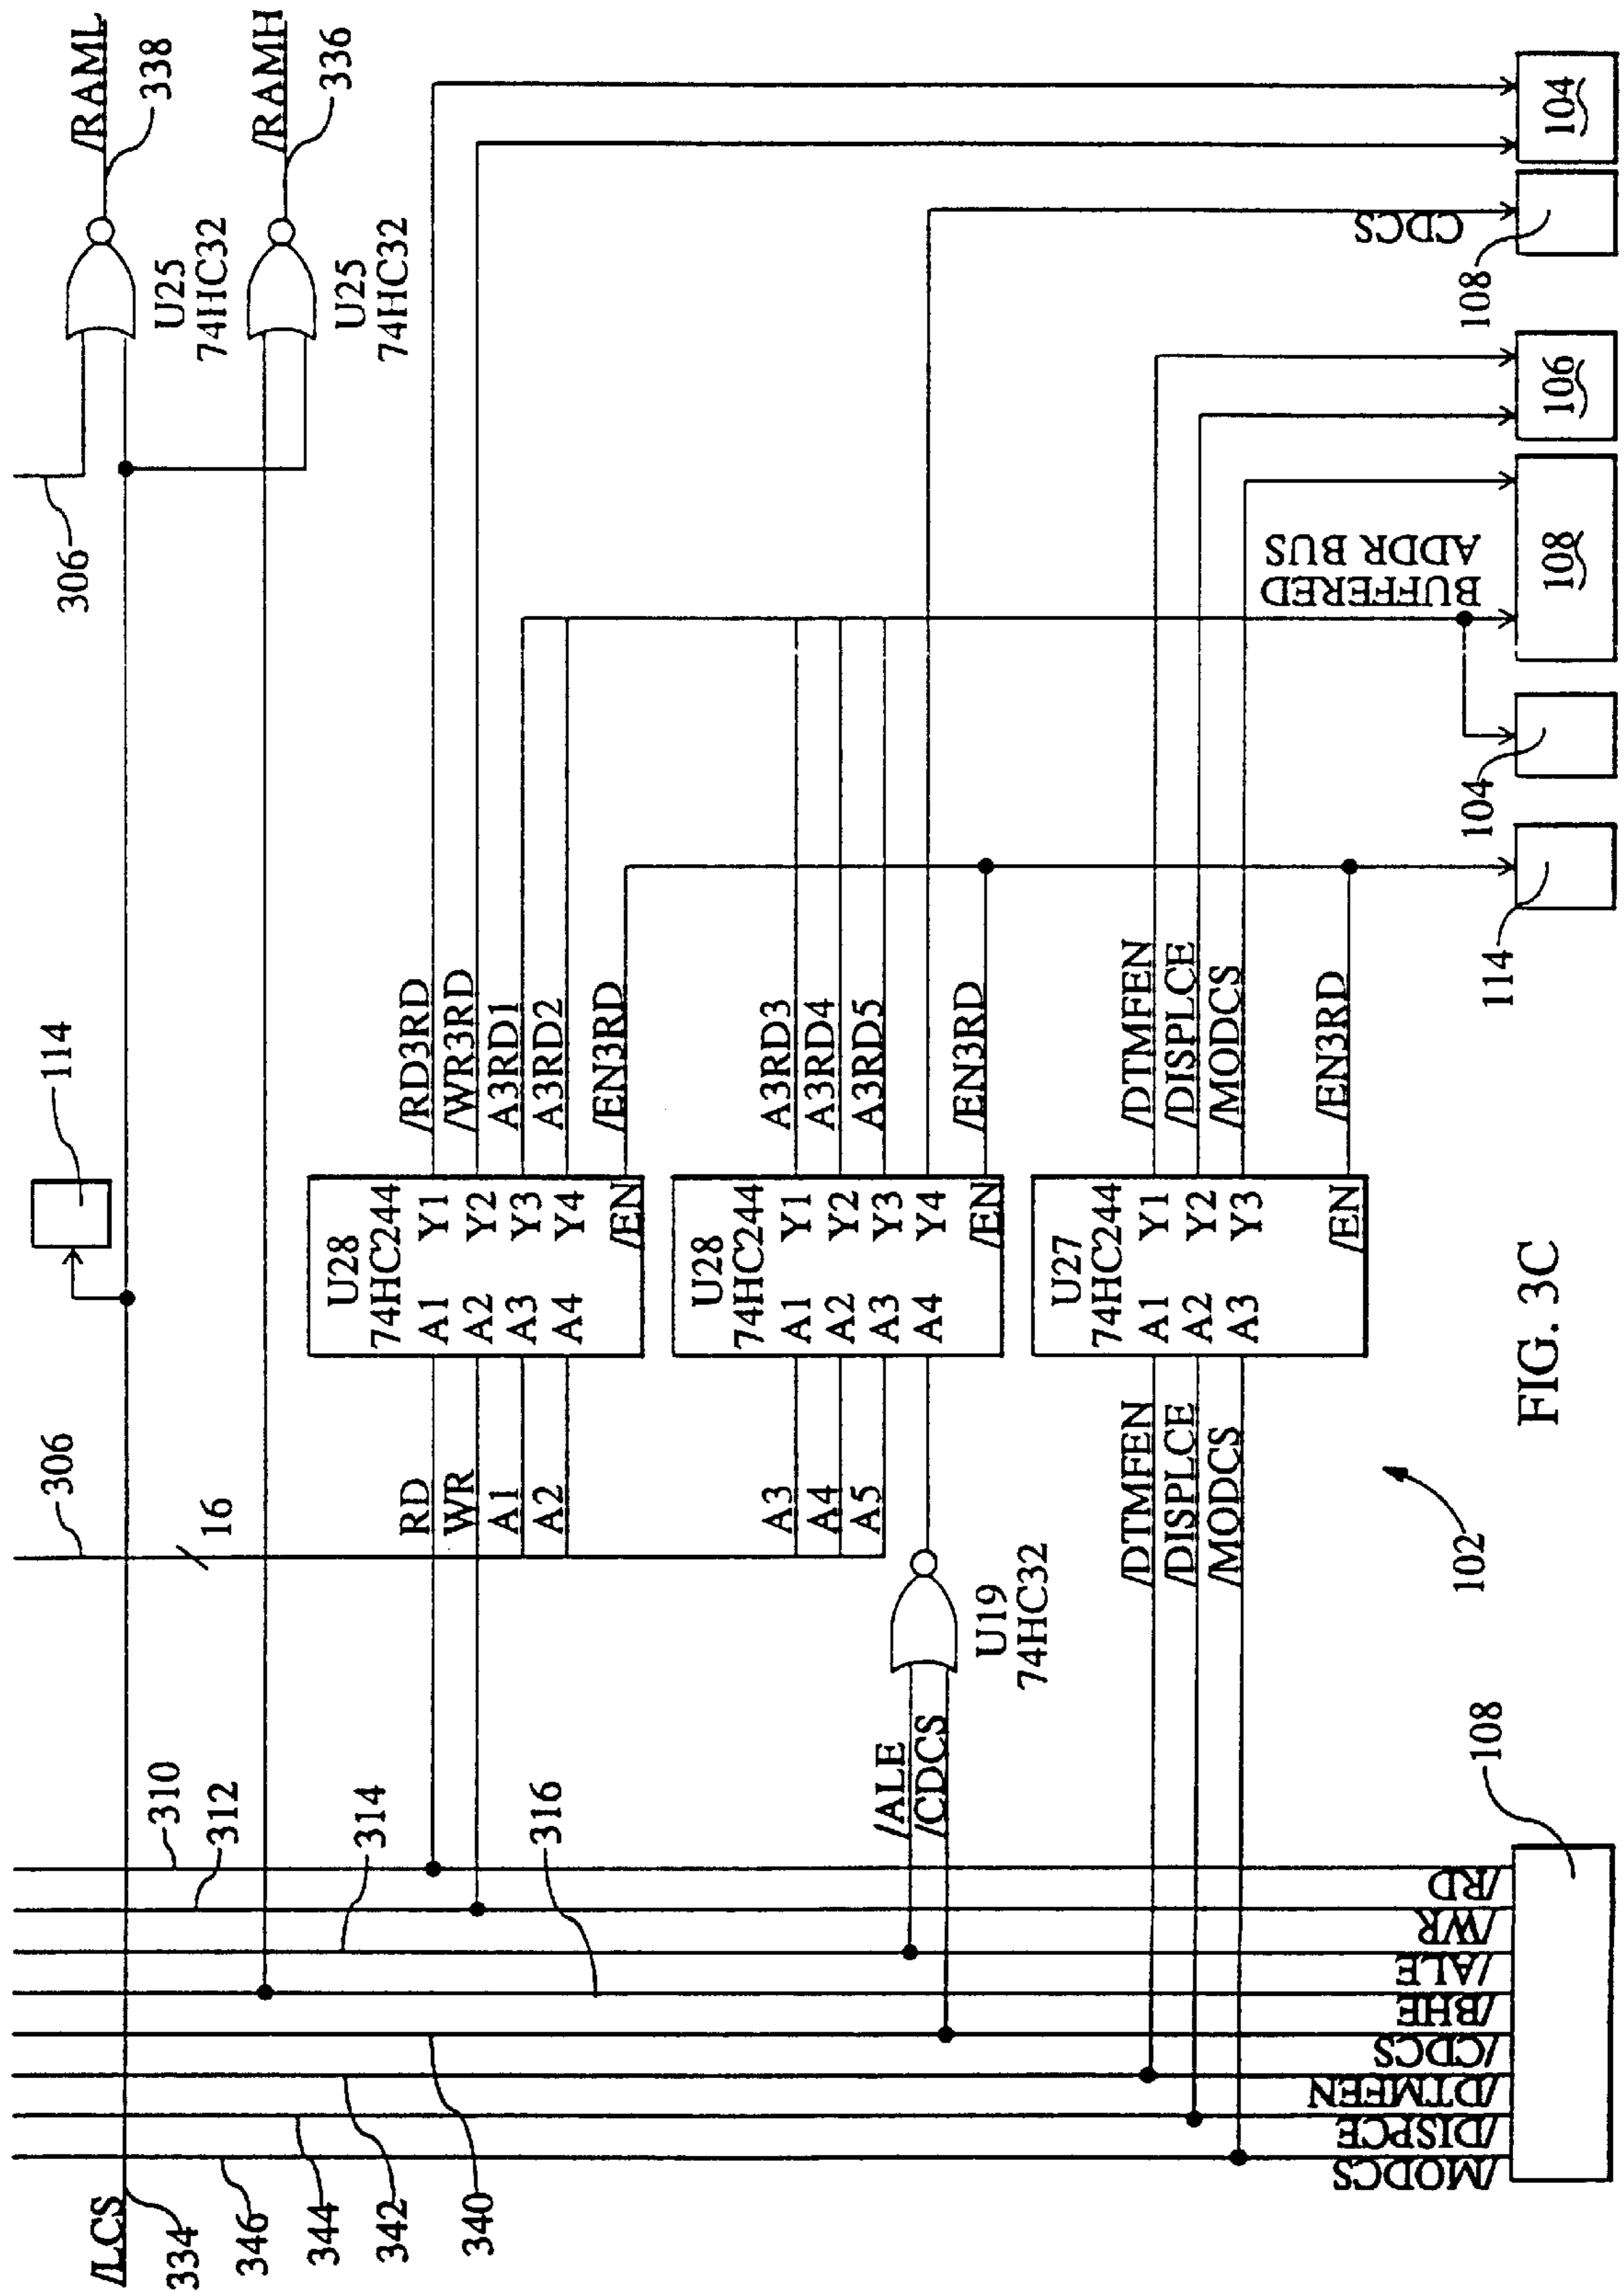 /RAML
338
/RAMH
336
U25
74HC32
U25
74HC32
306
114
306
16
/LCS
334
346
344
342
340
310
312
314
316
RD
WR
A1
A2
U28
74HC244
A1 Y1
A2 Y2
A3 Y3
A4 Y4
/EN
/RD3RD
/WR3RD
A3RD1
A3RD2
/EN3RD
A3
A4
A5
U28
74HC244
A1 Y1
A2 Y2
A3 Y3
A4 Y4
/EN
A3RD3
A3RD4
A3RD5
/EN3RD
/ALE
/CDCS
U19
74HC32
/DTMFEN
/DISPLCE
/MODCS
U27
74HC244
A1 Y1
A2 Y2
A3 Y3
/EN
/DTMFEN
/DISPLCE
/MODCS
/EN3RD
/MODCS
/DISPCE
/DTMFEN
/CDCS
/BHE
/ALE
/WR
/RD
108
102
114
104
BUFFERED
ADDR BUS
108
106
CDCS
108
104
FIG. 3C